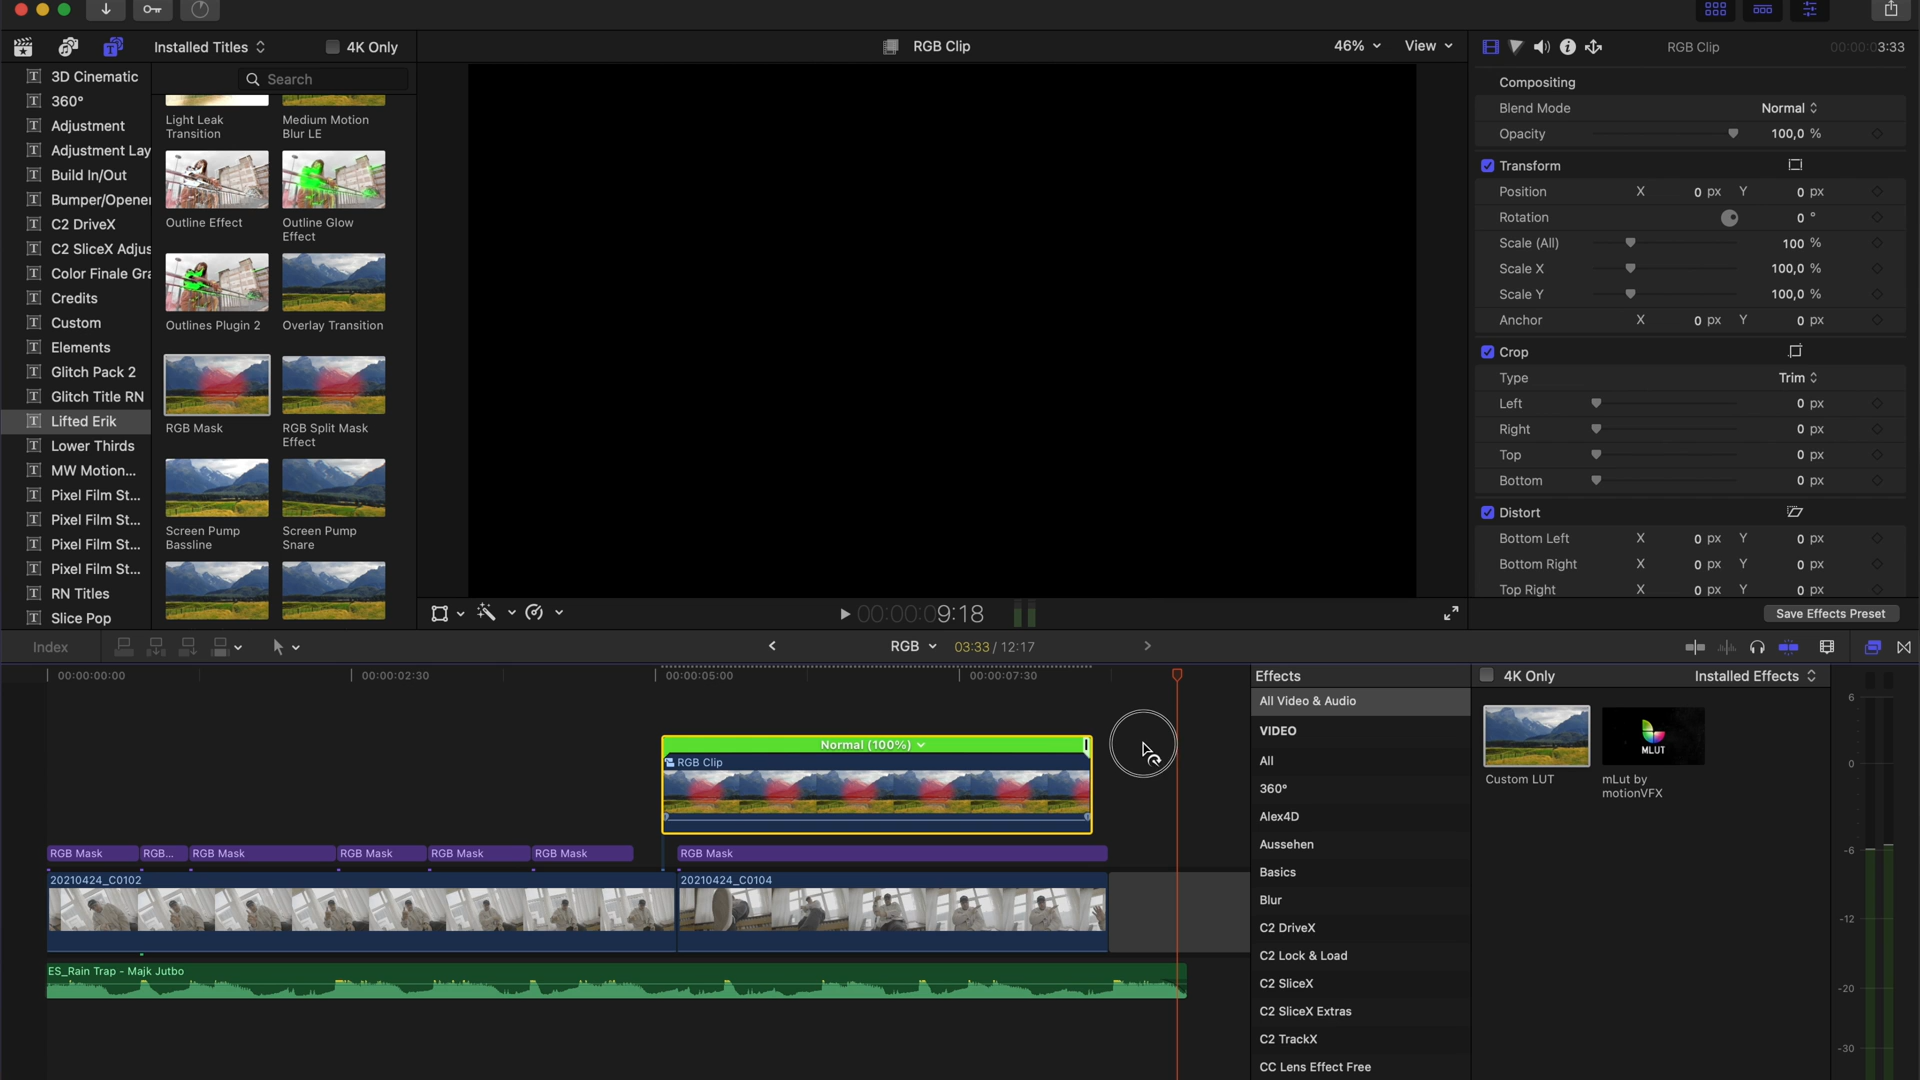 Installed Titles
4K Only
RGB Clip
46%
View
RGB Clip
00:00:03:33
3D Cinematic
360°
Adjustment
Adjustment Lay
Build In/Out
Bumper/Opene
C2 DriveX
C2 SliceX Adjus
Color Finale Gra
Credits
Custom
Elements
Glitch Pack 2
Glitch Title RN
Lifted Erik
Lower Thirds
MW Motion...
Pixel Film St...
Pixel Film St...
Pixel Film St...
Pixel Film St...
RN Titles
Slice Pop
Search
Light Leak
Transition
Medium Motion
Blur LE
Outline Effect
Outline Glow
Effect
Outlines Plugin 2
Overlay Transition
RGB Mask
RGB Split Mask
Effect
Screen Pump
Bassline
Screen Pump
Snare
Compositing
Blend Mode Normal
Opacity 100,0 %
Transform
Position X 0 px Y 0 px
Rotation 0 °
Scale (All) 100 %
Scale X 100,0 %
Scale Y 100,0 %
Anchor X 0 px Y 0 px
Crop
Type Trim
Left 0 px
Right 0 px
Top 0 px
Bottom 0 px
Distort
Bottom Left X 0 px Y 0 px
Bottom Right X 0 px Y 0 px
Top Right X 0 px Y 0 px
Save Effects Preset
00:00:09:18
Index
RGB
03:33 / 12:17
00:00:00:00
00:00:02:30
00:00:05:00
00:00:07:30
Normal (100%)
RGB Clip
RGB Mask
RGB...
RGB Mask
RGB Mask
RGB Mask
RGB Mask
RGB Mask
20210424_C0102
20210424_C0104
ES_Rain Trap - Majk Jutbo
Effects
All Video & Audio
VIDEO
All
360°
Alex4D
Aussehen
Basics
Blur
C2 DriveX
C2 Lock & Load
C2 SliceX
C2 SliceX Extras
C2 TrackX
CC Lens Effect Free
4K Only
Installed Effects
Custom LUT
MLUT
mLut by
motionVFX
6
0
-6
-12
-20
-30